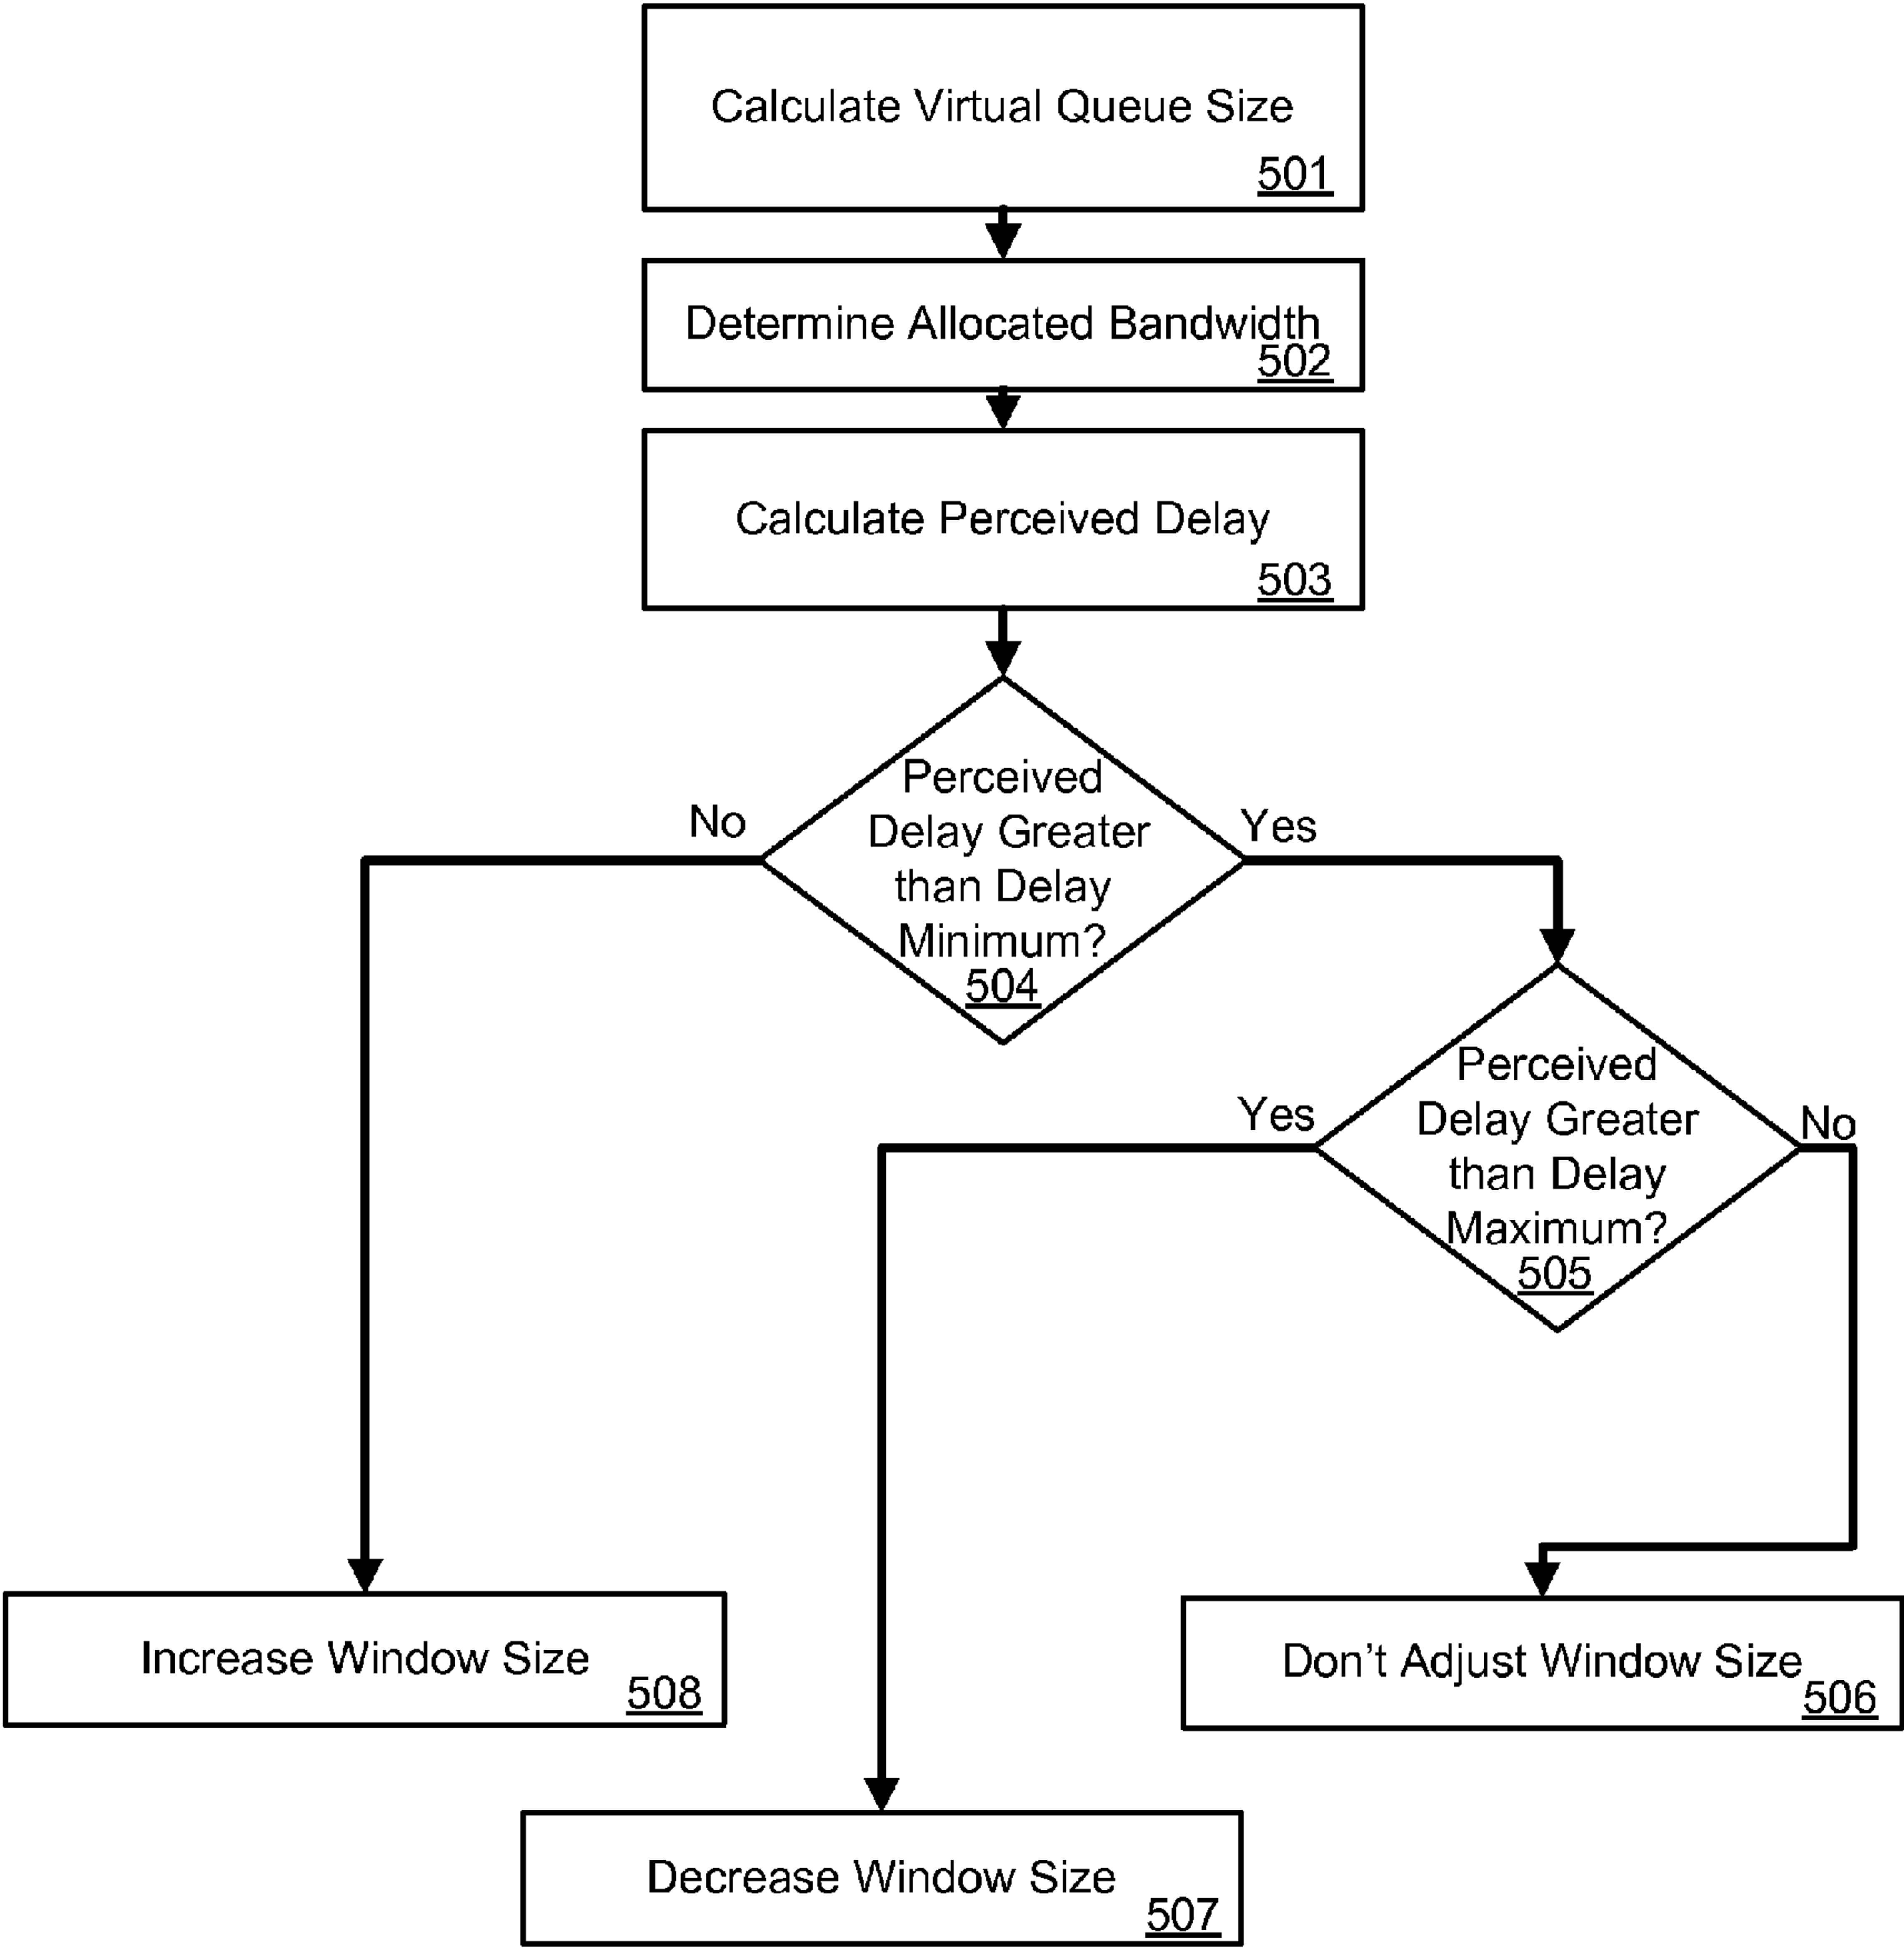 Calculate Virtual Queue Size
501
Determine Allocated Bandwidth
502
Calculate Perceived Delay
503
Perceived
Delay Greater
than Delay
Minimum?
504
No
Yes
Perceived
Delay Greater
than Delay
Maximum?
505
Yes
No
Increase Window Size
508
Don't Adjust Window Size
506
Decrease Window Size
507